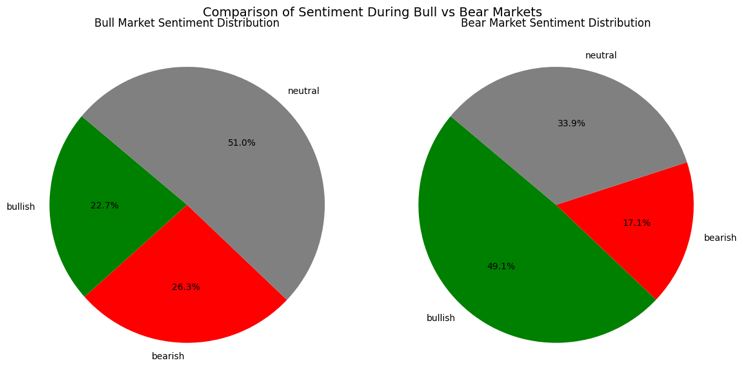 Comparison of Sentiment During Bull vs Bear Markets
Bull Market Sentiment Distribution
neutral
51.0%
bullish
22.7%
26.3%
bearish
Bear Market Sentiment Distribution
neutral
33.9%
17.1%
bearish
49.1%
bullish